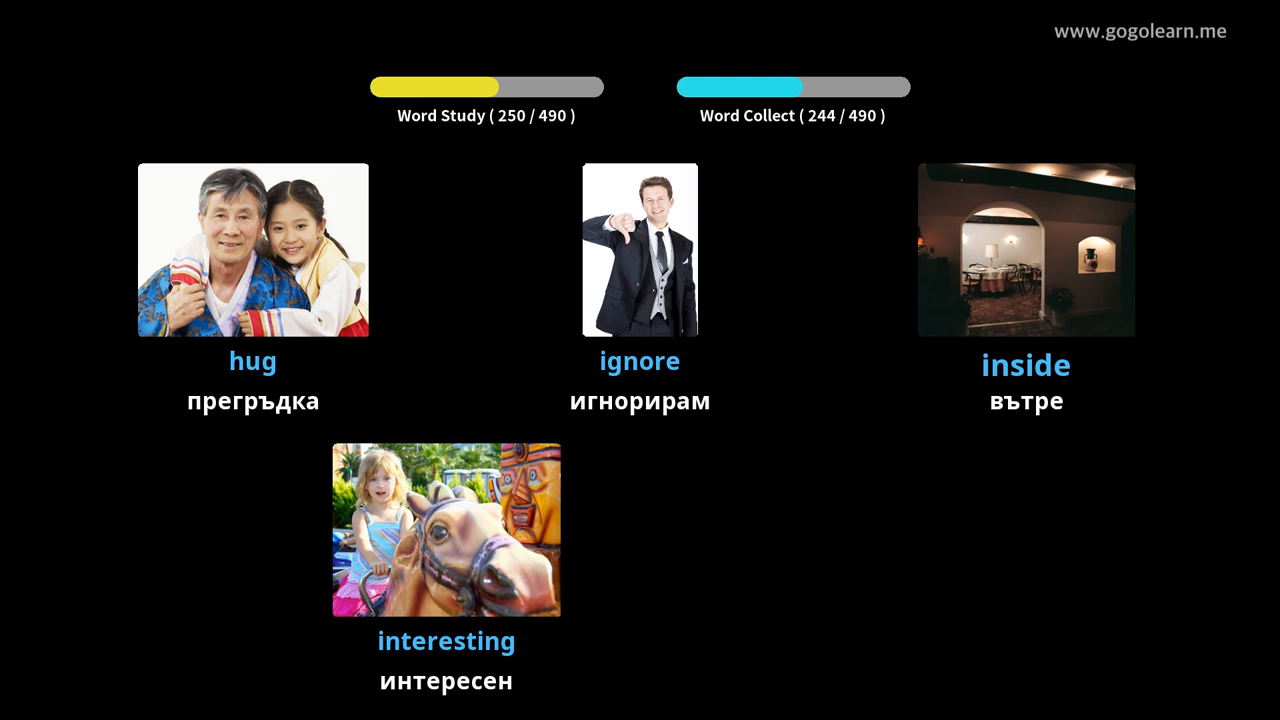 www.gogolearn.me
Word Study ( 250 / 490 )
Word Collect ( 244 / 490 )
hug
прегръдка
ignore
игнорирам
inside
вътре
interesting
интересен